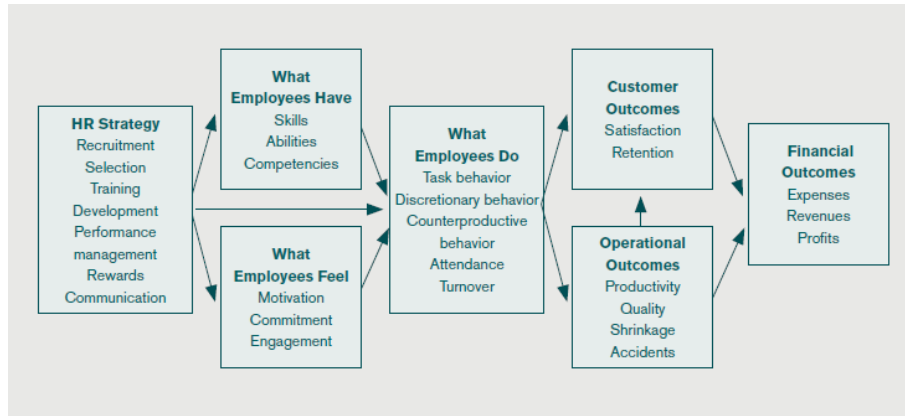 HR Strategy
Recruitment
Selection
Training
Development
Performance
management
Rewards
Communication
What
Employees Have
Skills
Abilities
Competencies
What
Employees Feel
Motivation
Commitment
Engagement
What
Employees Do
Task behavior
Discretionary behavior
Counterproductive
behavior
Attendance
Turnover
Customer
Outcomes
Satisfaction
Retention
Operational
Outcomes
Productivity
Quality
Shrinkage
Accidents
Financial
Outcomes
Expenses
Revenues
Profits